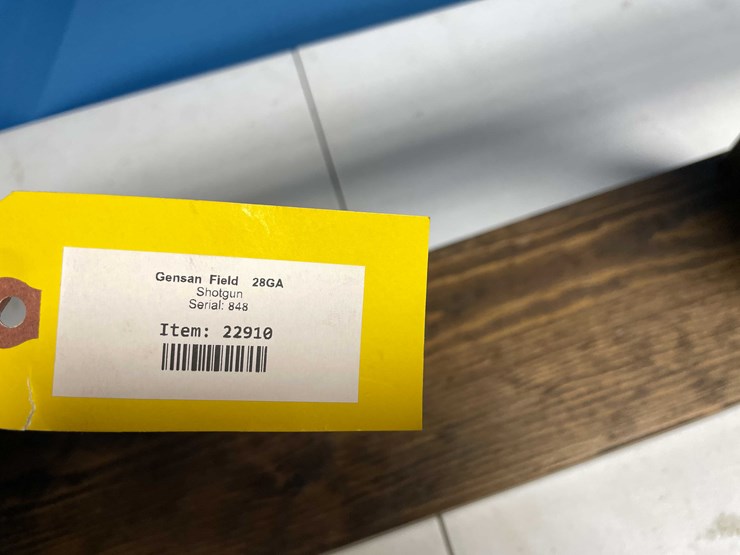 Gensan Field 28GA
Shotgun
Serial: 848
Item: 22910